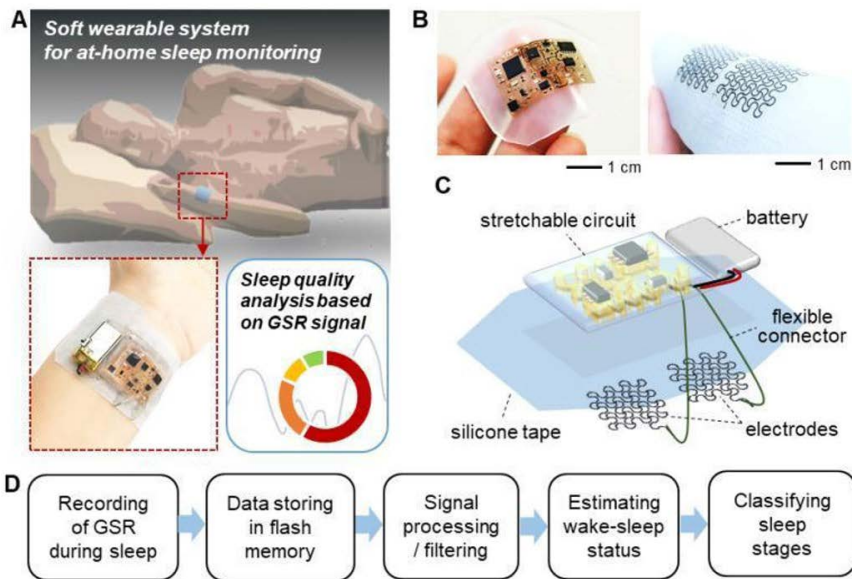 A
Soft wearable system
for at-home sleep monitoring
Sleep quality
analysis based
on GSR signal
B
1 cm
1 cm
C
stretchable circuit
battery
flexible
connector
silicone tape
electrodes
D
Recording
of GSR
during sleep
Data storing
in flash
memory
Signal
processing
/ filtering
Estimating
wake-sleep
status
Classifying
sleep
stages